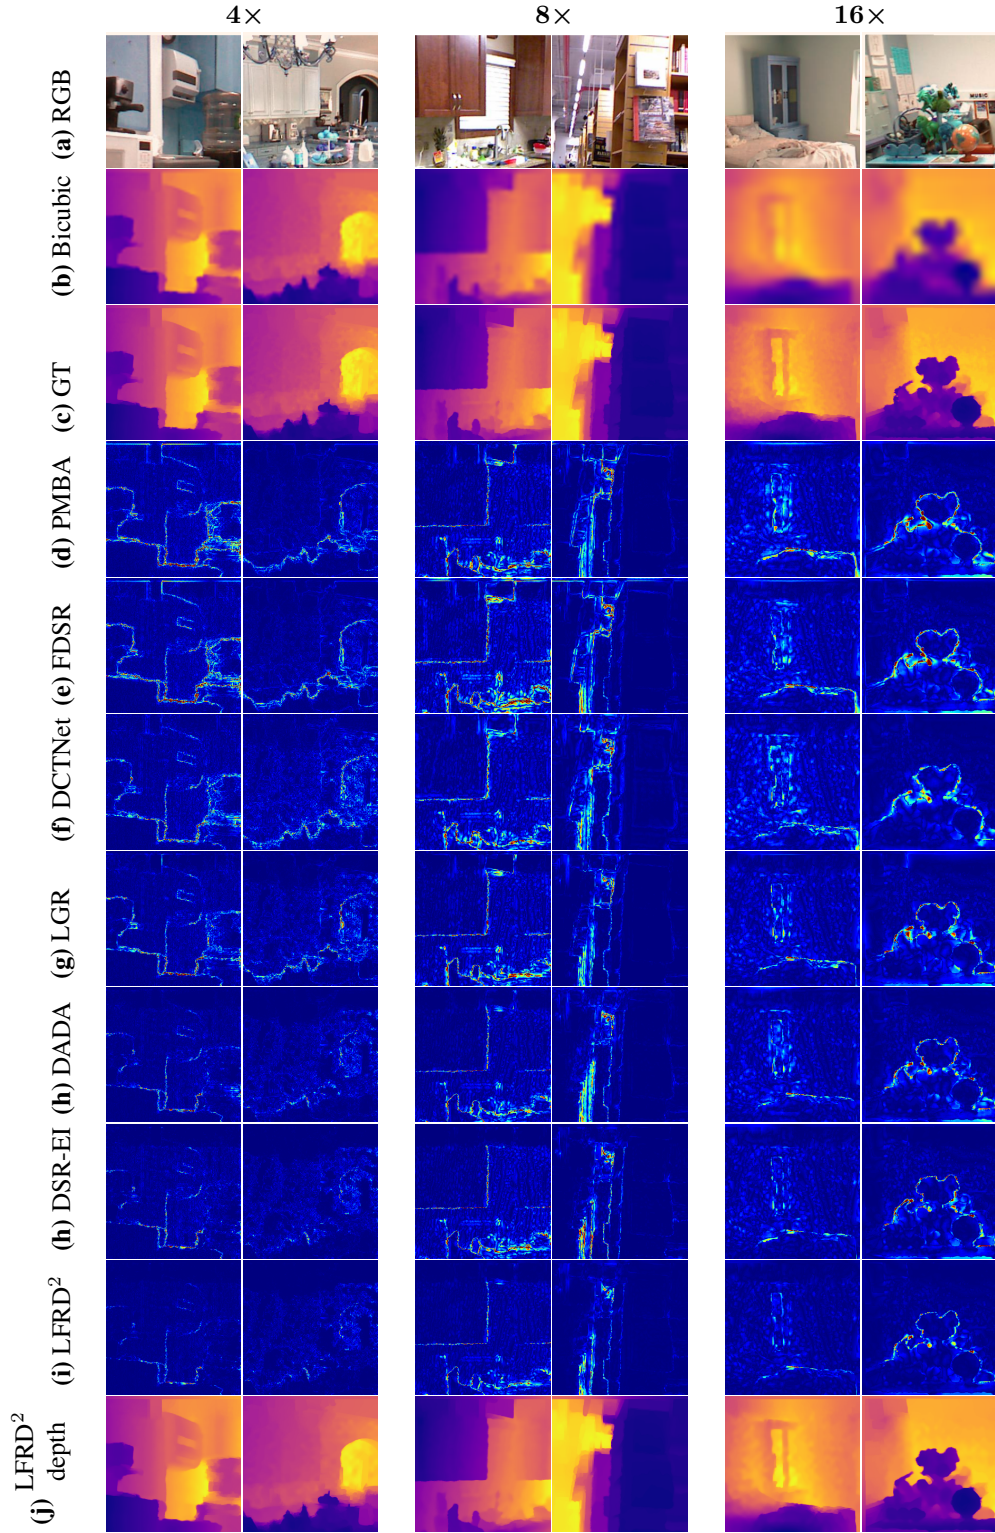 4× 8× 16×
(a) RGB
MUSIC
(b) Bicubic
(c) GT
(d) PMBA
(e) FDSR
(f) DCTNet
(g) LGR
(h) DADA
(h) DSR-EI
(i) LFRD²
(j) LFRD²
depth